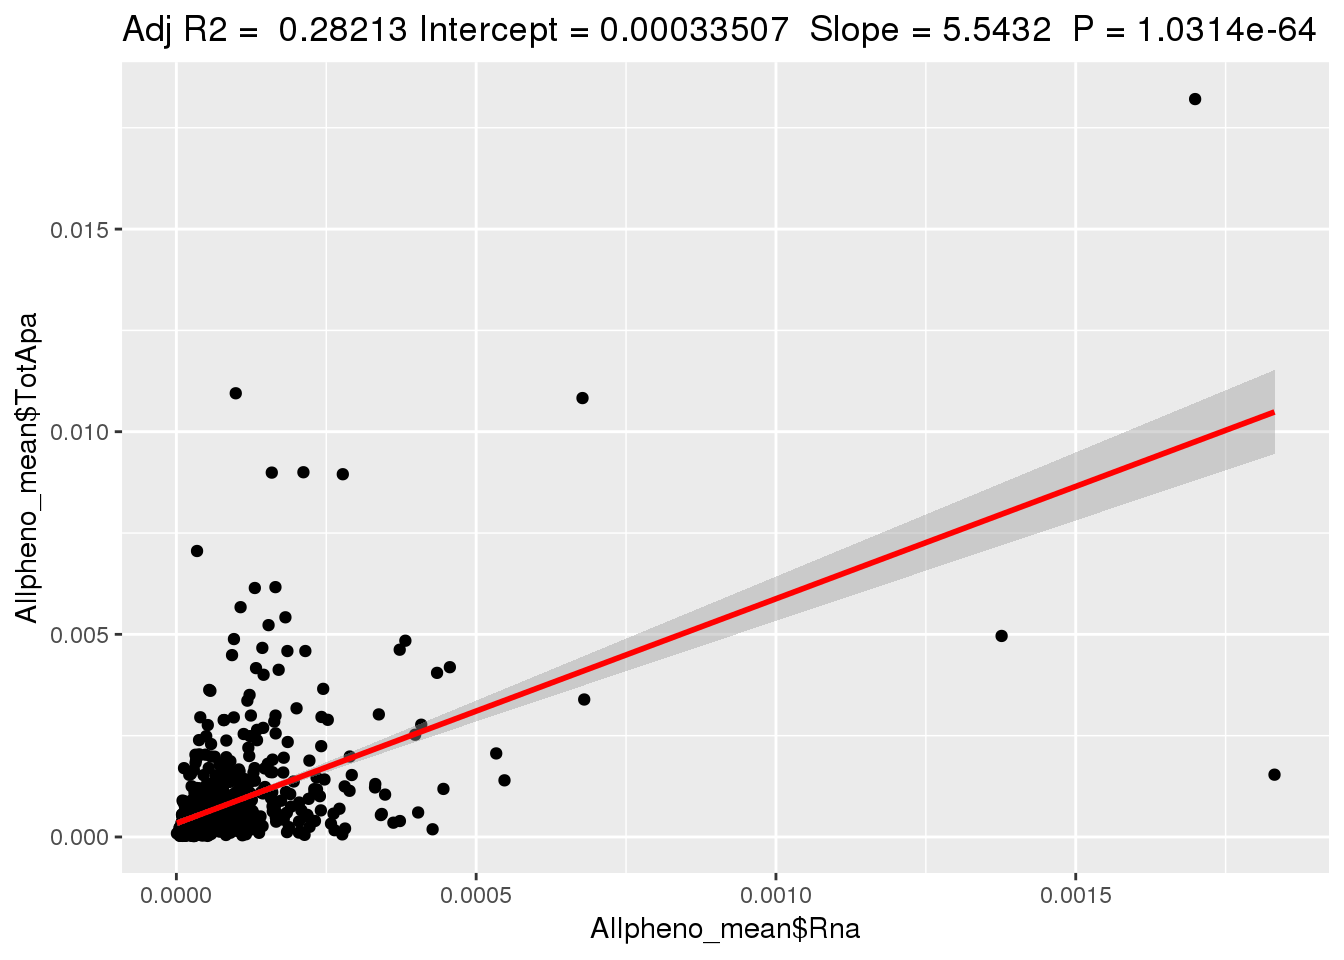 Adj R2 =  0.28213 Intercept = 0.00033507  Slope = 5.5432  P = 1.0314e-64
Allpheno_mean$TotApa
0.015
0.010
0.005
0.000
0.0000
0.0005
0.0010
0.0015
Allpheno_mean$Rna